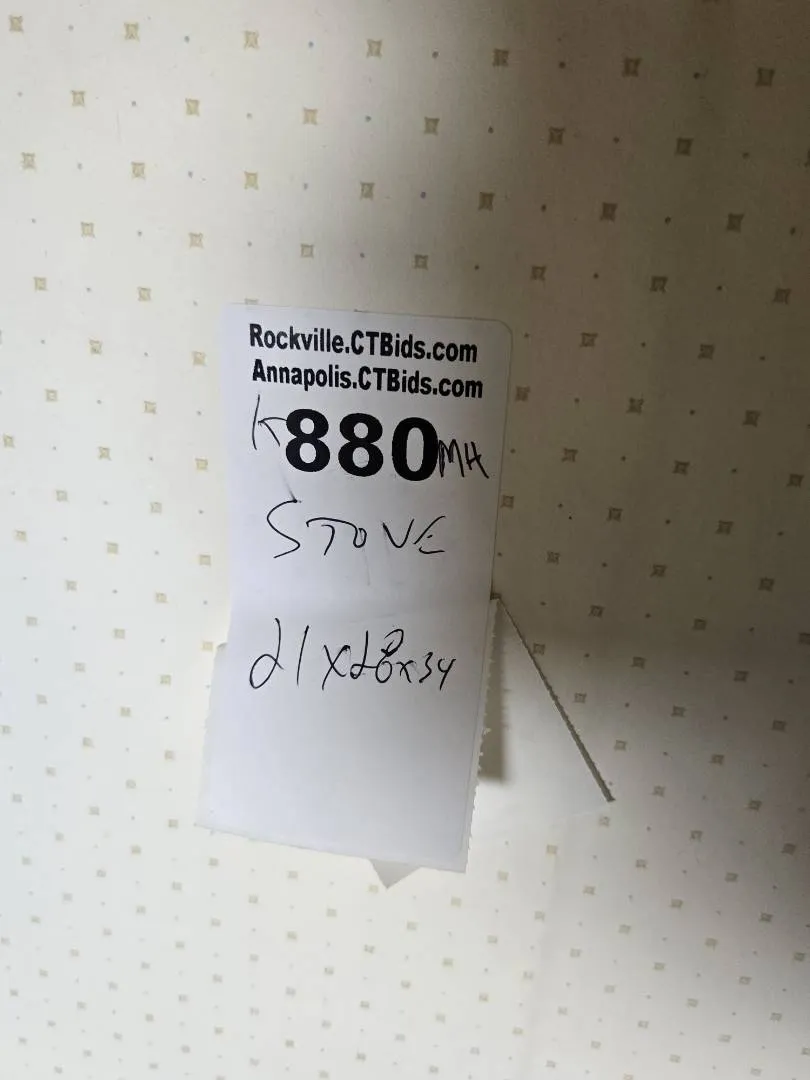 Rockville.CTBids.com
Annapolis.CTBids.com
K880MH
STOVE
21x28x34